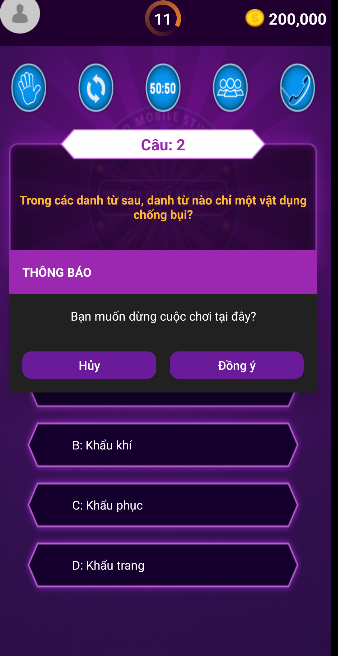 11
200,000
50:50
Câu: 2
Trong các danh từ sau, danh từ nào chỉ một vật dụng
chống bụi?
THÔNG BÁO
Bạn muốn dừng cuộc chơi tại đây?
Hủy
Đồng ý
B: Khẩu khí
C: Khẩu phục
D: Khẩu trang